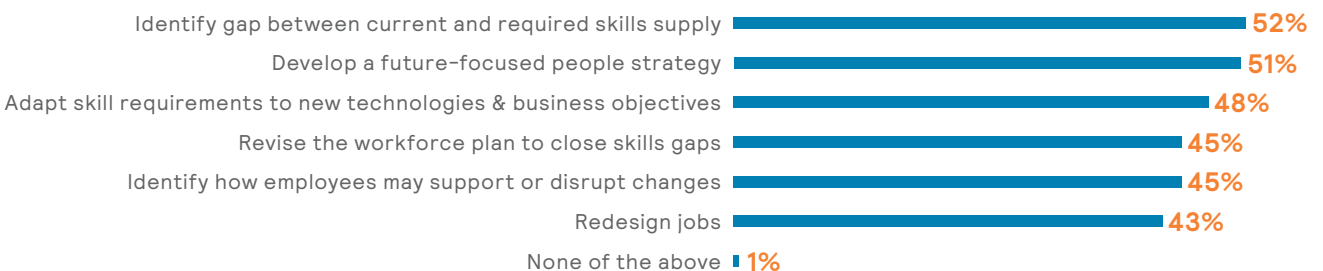 Identify gap between current and required skills supply 52%
Develop a future-focused people strategy 51%
Adapt skill requirements to new technologies & business objectives 48%
Revise the workforce plan to close skills gaps 45%
Identify how employees may support or disrupt changes 45%
Redesign jobs 43%
None of the above 1%